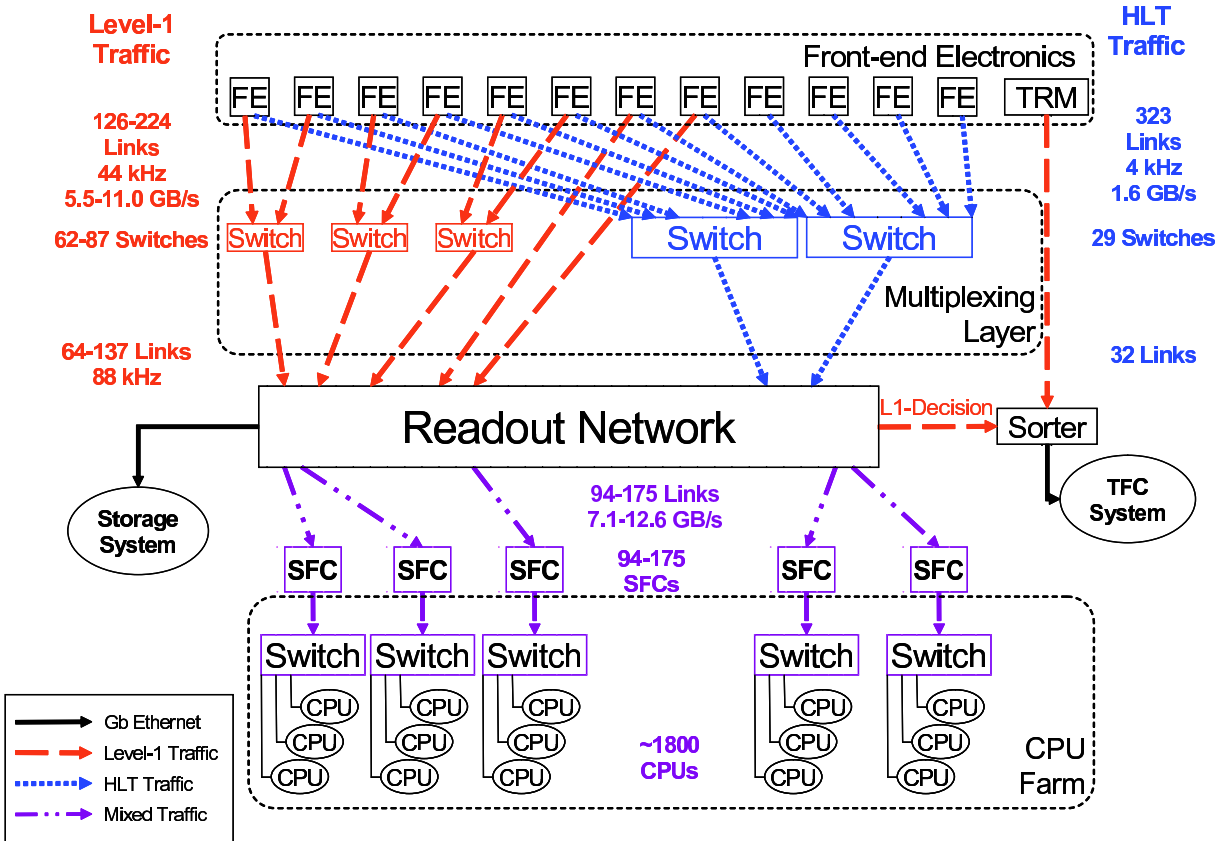 Level-1
Traffic
HLT
Traffic
Front-end Electronics
FE FE FE FE FE FE FE FE FE FE FE FE TRM
126-224
Links
44 kHz
5.5-11.0 GB/s
323
Links
4 kHz
1.6 GB/s
62-87 Switches
Switch Switch Switch Switch Switch
29 Switches
Multiplexing
Layer
64-137 Links
88 kHz
32 Links
Readout Network
L1-Decision
Sorter
Storage
System
94-175 Links
7.1-12.6 GB/s
TFC
System
SFC SFC SFC SFC SFC
94-175
SFCs
Switch Switch Switch Switch Switch
CPU CPU CPU CPU CPU
CPU CPU CPU CPU CPU
CPU CPU CPU CPU CPU
~1800
CPUs
CPU
Farm
Gb Ethernet
Level-1 Traffic
HLT Traffic
Mixed Traffic